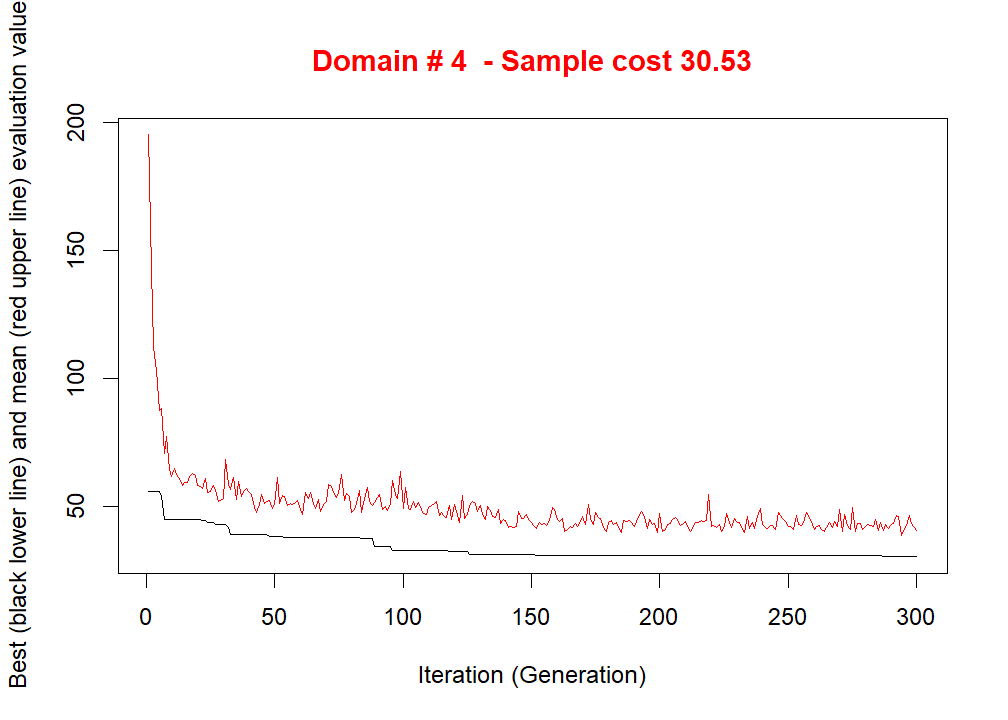 Domain # 4  - Sample cost 30.53
Best (black lower line) and mean (red upper line) evaluation value
200
150
100
50
0 50 100 150 200 250 300
Iteration (Generation)